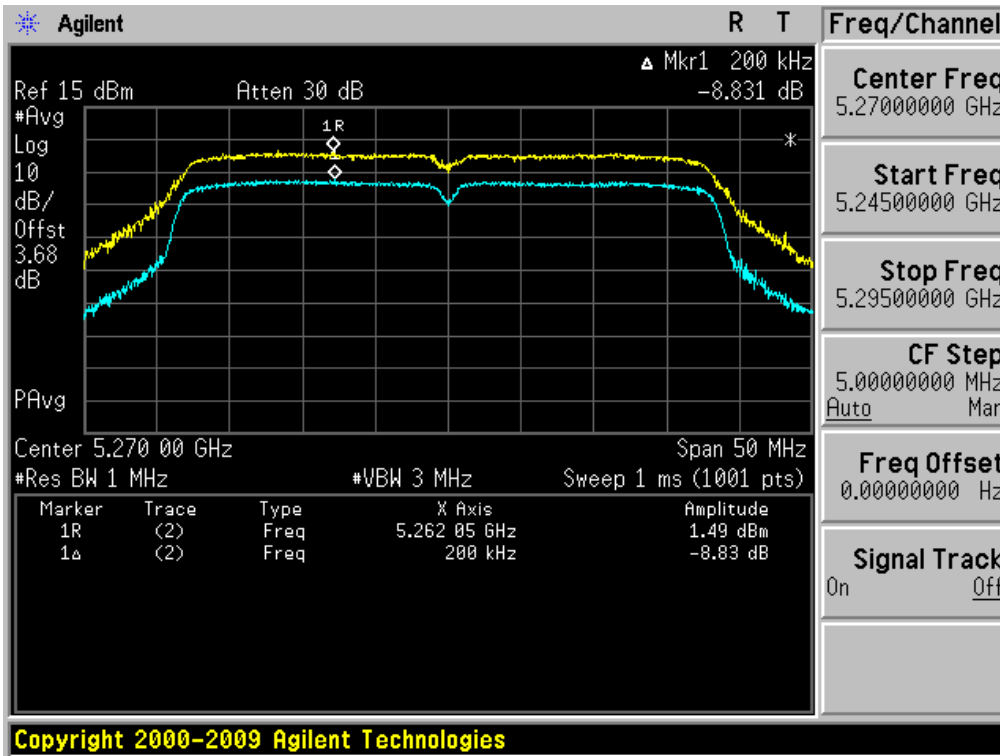 Agilent R T
Freq/Channel
Δ Mkr1 200 kHz
Ref 15 dBm Atten 30 dB -8.831 dB
#Avg
Log
10
dB/
Offst
3.68
dB
1R
1
*
PAvg
Center 5.270 00 GHz Span 50 MHz
#Res BW 1 MHz #VBW 3 MHz Sweep 1 ms (1001 pts)
Marker Trace Type X Axis Amplitude
1R (2) Freq 5.262 05 GHz 1.49 dBm
1Δ (2) Freq 200 kHz -8.83 dB
Center Freq
5.27000000 GHz
Start Freq
5.24500000 GHz
Stop Freq
5.29500000 GHz
CF Step
5.00000000 MHz
Auto Man
Freq Offset
0.00000000 Hz
Signal Track
On Off
Copyright 2000-2009 Agilent Technologies